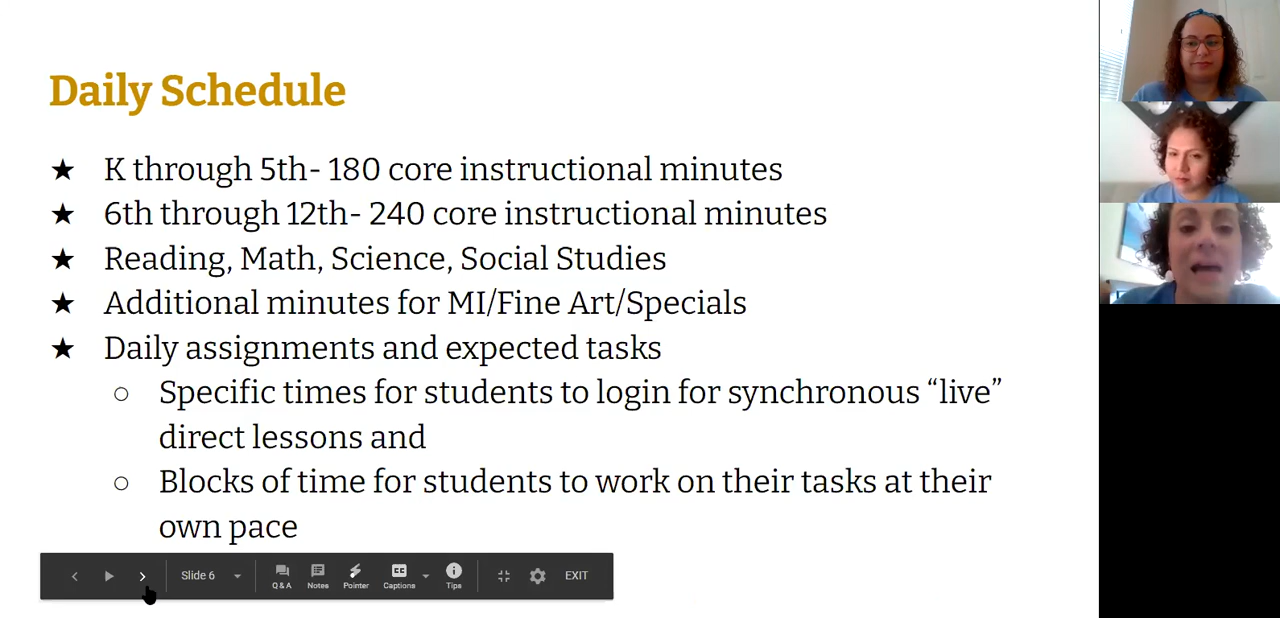 Daily Schedule
★ K through 5th- 180 core instructional minutes
★ 6th through 12th- 240 core instructional minutes
★ Reading, Math, Science, Social Studies
★ Additional minutes for MI/Fine Art/Specials
★ Daily assignments and expected tasks
○ Specific times for students to login for synchronous “live”
direct lessons and
○ Blocks of time for students to work on their tasks at their
own pace
Slide 6
Q & A
Notes
Pointer
CC
Captions
Tips
EXIT